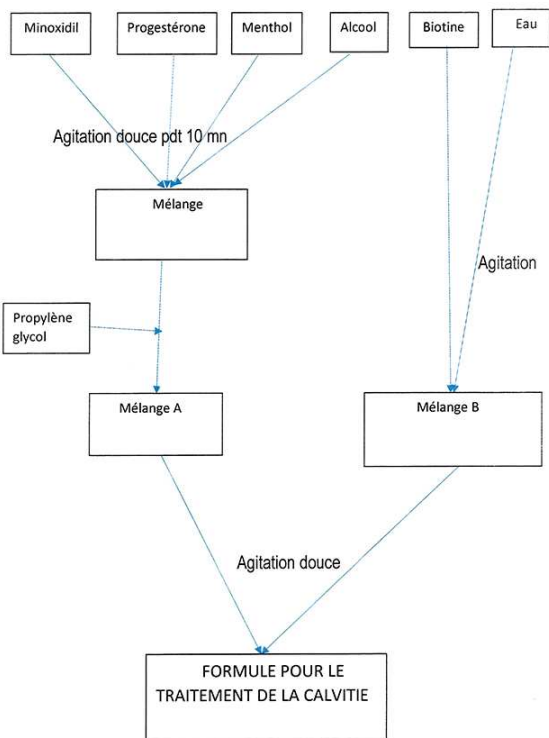 Minoxidil
Progestérone
Menthol
Alcool
Biotine
Eau
Agitation douce pdt 10 mn
Mélange
Agitation
Propylène
glycol
Mélange A
Mélange B
Agitation douce
FORMULE POUR LE
TRAITEMENT DE LA CALVITIE